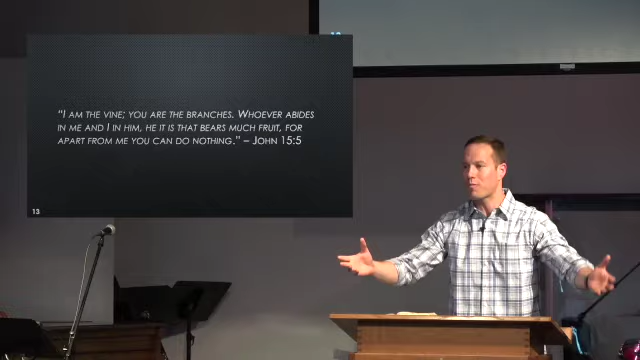 “I AM THE VINE; YOU ARE THE BRANCHES. WHOEVER ABIDES
IN ME AND I IN HIM, HE IT IS THAT BEARS MUCH FRUIT, FOR
APART FROM ME YOU CAN DO NOTHING.” – JOHN 15:5
13